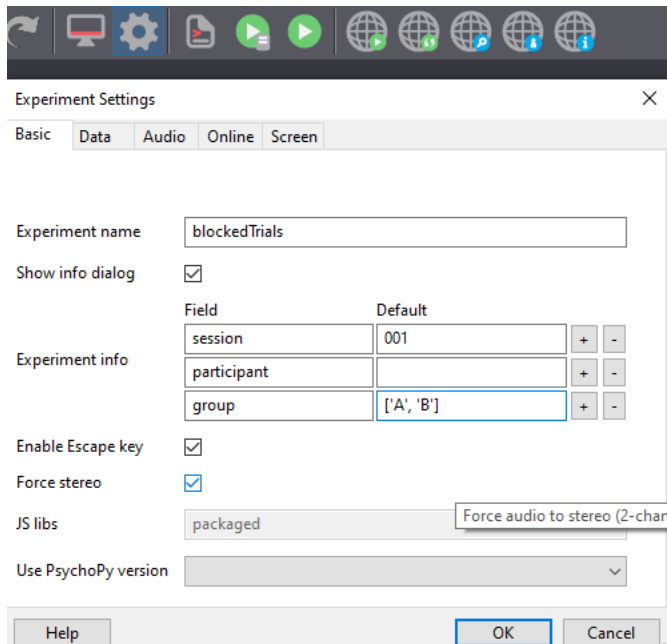 Experiment Settings
Basic Data Audio Online Screen
Experiment name blockedTrials
Show info dialog
Field Default
session 001 + -
Experiment info
participant + -
group ['A', 'B'] + -
Enable Escape key
Force stereo
Force audio to stereo (2-chan
JS libs packaged
Use PsychoPy version
Help OK Cancel